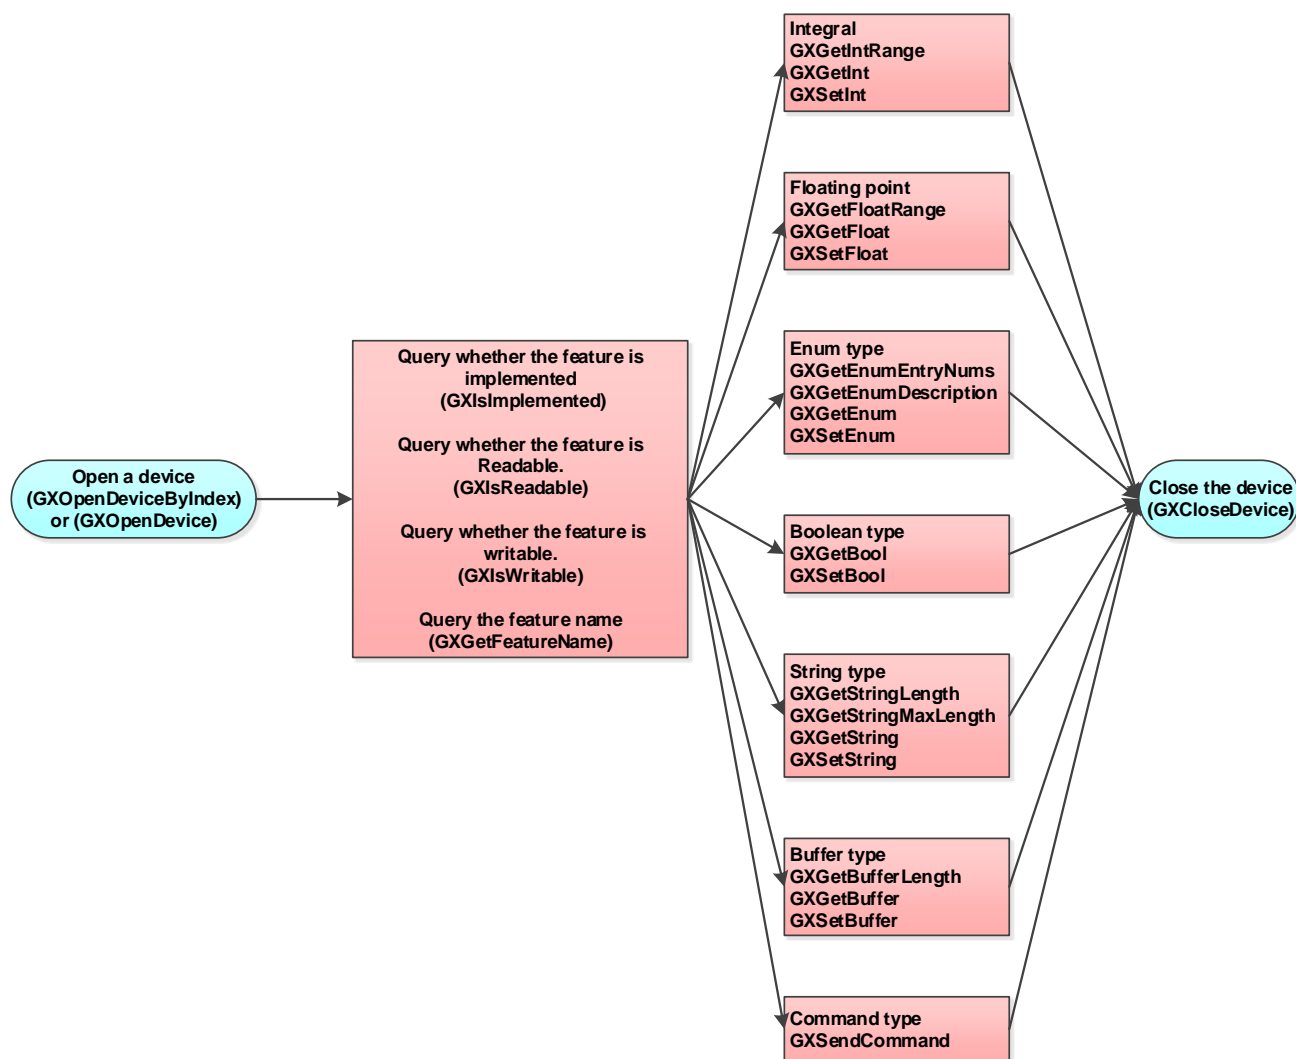 Open a device
(GXOpenDeviceByIndex)
or (GXOpenDevice)
Query whether the feature is
implemented
(GXIsImplemented)
Query whether the feature is
Readable.
(GXIsReadable)
Query whether the feature is
writable.
(GXIsWritable)
Query the feature name
(GXGetFeatureName)
Integral
GXGetIntRange
GXGetInt
GXSetInt
Floating point
GXGetFloatRange
GXGetFloat
GXSetFloat
Enum type
GXGetEnumEntryNums
GXGetEnumDescription
GXGetEnum
GXSetEnum
Boolean type
GXGetBool
GXSetBool
String type
GXGetStringLength
GXGetStringMaxLength
GXGetString
GXSetString
Buffer type
GXGetBufferLength
GXGetBuffer
GXSetBuffer
Command type
GXSendCommand
Close the device
(GXCloseDevice)